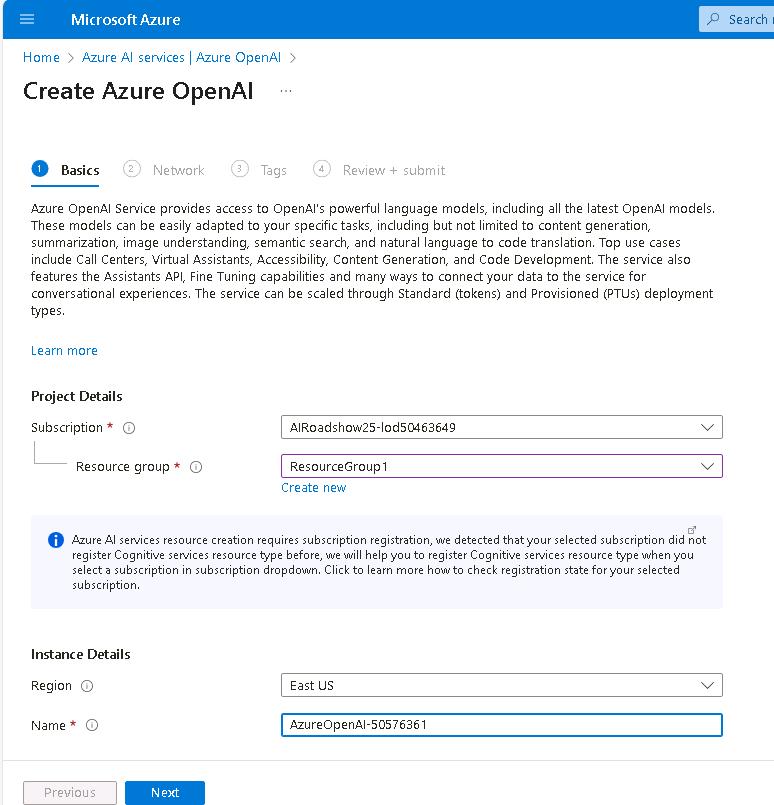 Microsoft Azure
Search
Home > Azure AI services | Azure OpenAI >
Create Azure OpenAI ...
1 Basics 2 Network 3 Tags 4 Review + submit
Azure OpenAI Service provides access to OpenAI's powerful language models, including all the latest OpenAI models.
These models can be easily adapted to your specific tasks, including but not limited to content generation,
summarization, image understanding, semantic search, and natural language to code translation. Top use cases
include Call Centers, Virtual Assistants, Accessibility, Content Generation, and Code Development. The service also
features the Assistants API, Fine Tuning capabilities and many ways to connect your data to the service for
conversational experiences. The service can be scaled through Standard (tokens) and Provisioned (PTUs) deployment
types.
Learn more
Project Details
Subscription * AIRoadshow25-lod50463649
Resource group * ResourceGroup1
Create new
Azure AI services resource creation requires subscription registration, we detected that your selected subscription did not
register Cognitive services resource type before, we will help you to register Cognitive services resource type when you
select a subscription in subscription dropdown. Click to learn more how to check registration state for your selected
subscription.
Instance Details
Region East US
Name * AzureOpenAI-50576361
Previous Next